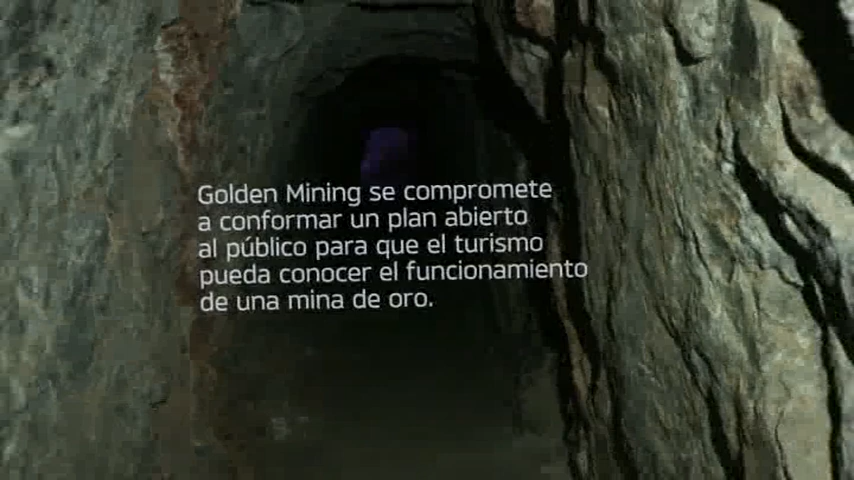 Golden Mining se compromete
a conformar un plan abierto
al público para que el turismo
pueda conocer el funcionamiento
de una mina de oro.